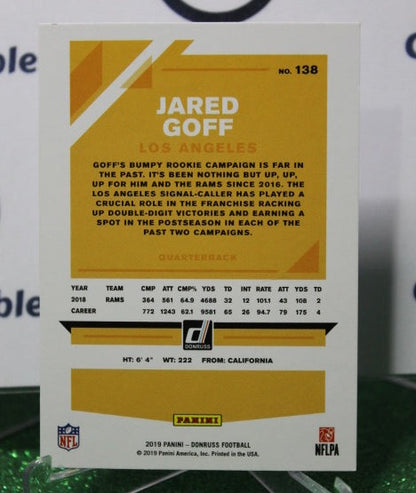 NO. 138
JARED
GOFF
LOS ANGELES
GOFF'S BUMPY ROOKIE CAMPAIGN IS FAR IN
THE PAST. IT'S BEEN NOTHING BUT UP, UP,
UP FOR HIM AND THE RAMS SINCE 2016. THE
LOS ANGELES SIGNAL-CALLER HAS PLAYED A
CRUCIAL ROLE IN THE FRANCHISE RACKING
UP DOUBLE-DIGIT VICTORIES AND EARNING A
SPOT IN THE POSTSEASON IN EACH OF THE
PAST TWO CAMPAIGNS.
QUARTERBACK
YEAR TEAM CMP ATT CMP% YDS TD INT RATE ATT YDS TD
2018 RAMS 364 561 64.9 4688 32 12 101.1 43 108 2
CAREER 772 1243 62.1 9581 65 26 94.7 79 175 4
DONRUSS
HT: 6' 4" WT: 222 FROM: CALIFORNIA
NFL
PANINI
NFLPA
2019 PANINI – DONRUSS FOOTBALL
© 2019 Panini America, Inc. Printed in the USA.